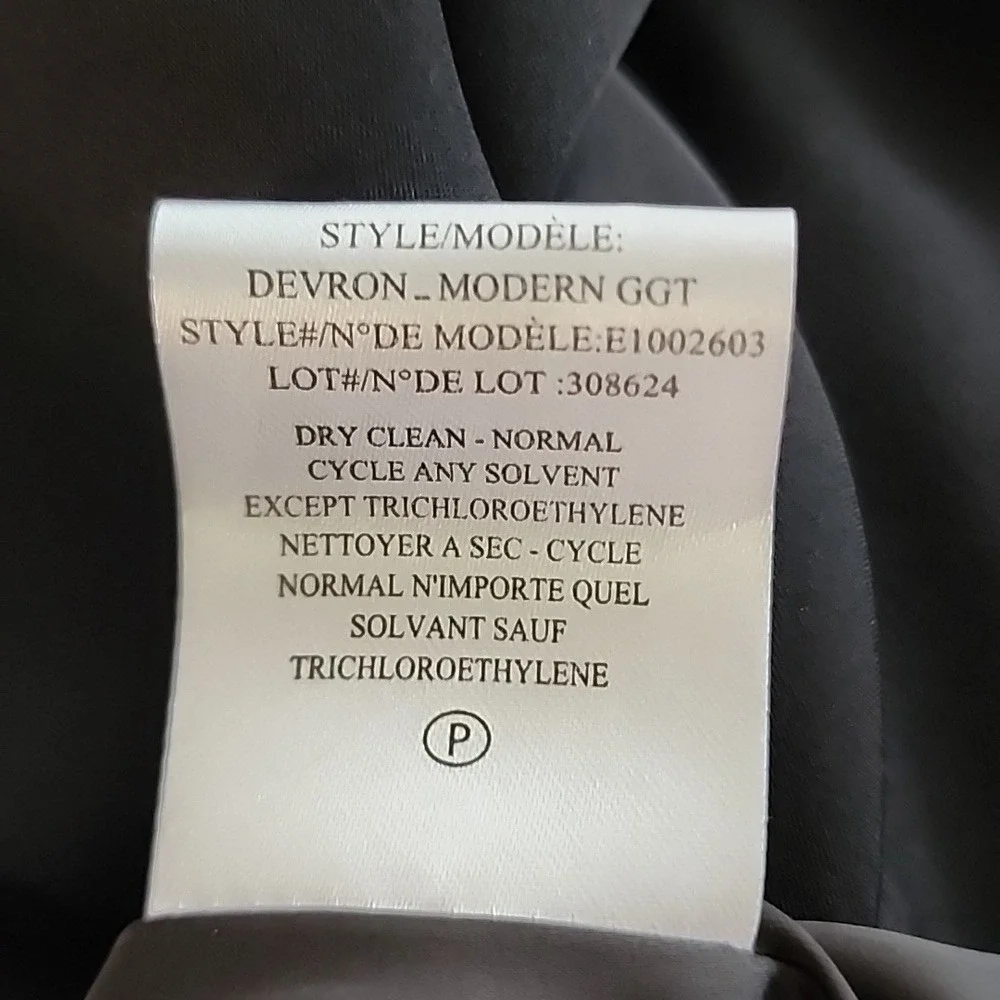 STYLE/MODÈLE:
DEVRON_MODERN GGT
STYLE#/N°DE MODÈLE:E1002603
LOT#/N°DE LOT :308624
DRY CLEAN - NORMAL
CYCLE ANY SOLVENT
EXCEPT TRICHLOROETHYLENE
NETTOYER A SEC - CYCLE
NORMAL N'IMPORTE QUEL
SOLVANT SAUF
TRICHLOROETHYLENE
P